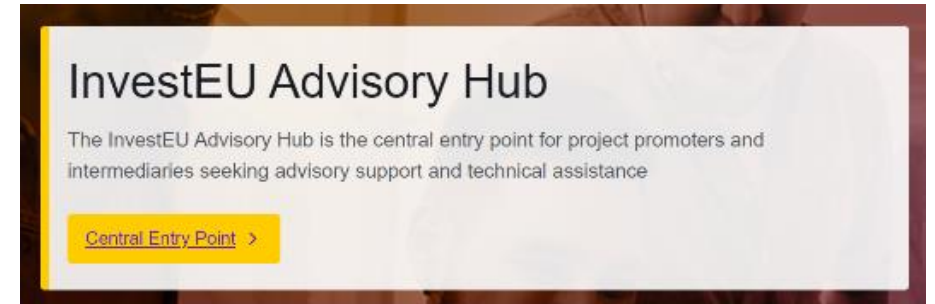 InvestEU Advisory Hub
The InvestEU Advisory Hub is the central entry point for project promoters and
intermediaries seeking advisory support and technical assistance
Central Entry Point >